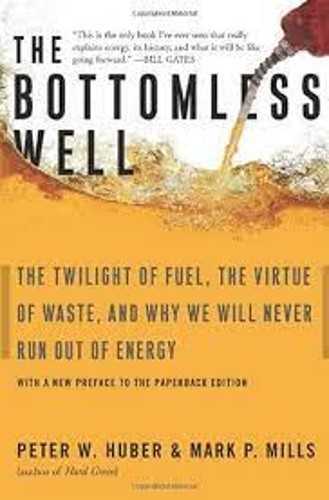 "This is the only book I've ever seen that really
explains energy, its history, and what it will be like
going forward."—BILL GATES
THE
BOTTOMLESS
WELL
THE TWILIGHT OF FUEL, THE VIRTUE
OF WASTE, AND WHY WE WILL NEVER
RUN OUT OF ENERGY
WITH A NEW PREFACE TO THE PAPERBACK EDITION
PETER W. HUBER & MARK P. MILLS
(author of Hard Green)